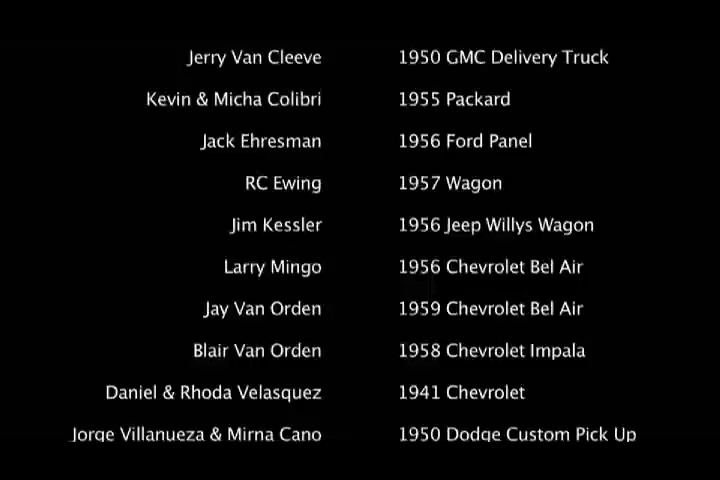 Jerry Van Cleeve 1950 GMC Delivery Truck
Kevin & Micha Colibri 1955 Packard
Jack Ehresman 1956 Ford Panel
RC Ewing 1957 Wagon
Jim Kessler 1956 Jeep Willys Wagon
Larry Mingo 1956 Chevrolet Bel Air
Jay Van Orden 1959 Chevrolet Bel Air
Blair Van Orden 1958 Chevrolet Impala
Daniel & Rhoda Velasquez 1941 Chevrolet
Jorge Villanueza & Mirna Cano 1950 Dodge Custom Pick Up